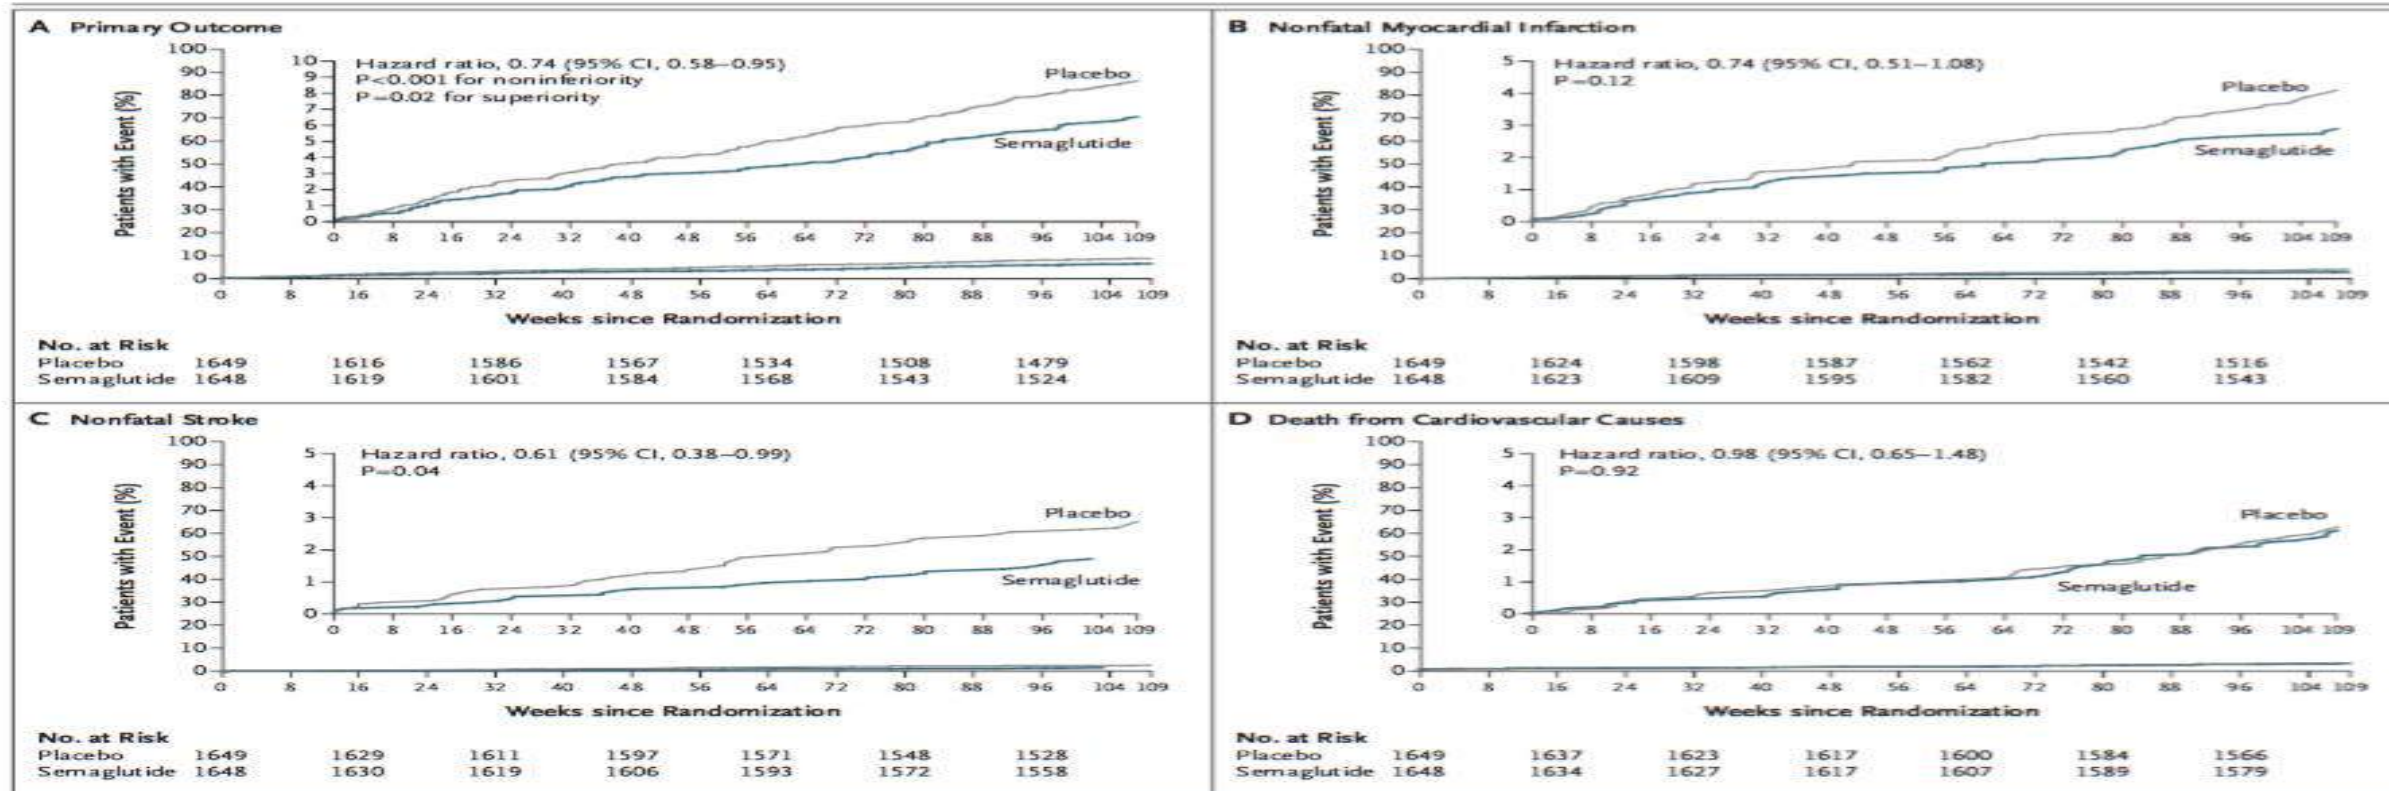 A Primary Outcome
Patients with Event (%)
100
90
80
70
60
50
40
30
20
10
0
10
9
8
7
6
5
4
3
2
1
0
Hazard ratio, 0.74 (95% CI, 0.58–0.95)
P<0.001 for noninferiority
P=0.02 for superiority
Placebo
Semaglutide
0 8 16 24 32 40 48 56 64 72 80 88 96 104 109
0 8 16 24 32 40 48 56 64 72 80 88 96 104 109
Weeks since Randomization
No. at Risk
Placebo 1649 1616 1586 1567 1534 1508 1479
Semaglutide 1648 1619 1601 1584 1568 1543 1524
B Nonfatal Myocardial Infarction
Patients with Event (%)
100
90
80
70
60
50
40
30
20
10
0
5
4
3
2
1
0
Hazard ratio, 0.74 (95% CI, 0.51–1.08)
P=0.12
Placebo
Semaglutide
0 8 16 24 32 40 48 56 64 72 80 88 96 104 109
0 8 16 24 32 40 48 56 64 72 80 88 96 104 109
Weeks since Randomization
No. at Risk
Placebo 1649 1624 1598 1587 1562 1542 1516
Semaglutide 1648 1623 1609 1595 1582 1560 1543
C Nonfatal Stroke
Patients with Event (%)
100
90
80
70
60
50
40
30
20
10
0
5
4
3
2
1
0
Hazard ratio, 0.61 (95% CI, 0.38–0.99)
P=0.04
Placebo
Semaglutide
0 8 16 24 32 40 48 56 64 72 80 88 96 104 109
0 8 16 24 32 40 48 56 64 72 80 88 96 104 109
Weeks since Randomization
No. at Risk
Placebo 1649 1629 1611 1597 1571 1548 1528
Semaglutide 1648 1630 1619 1606 1593 1572 1558
D Death from Cardiovascular Causes
Patients with Event (%)
100
90
80
70
60
50
40
30
20
10
0
5
4
3
2
1
0
Hazard ratio, 0.98 (95% CI, 0.65–1.48)
P=0.92
Placebo
Semaglutide
0 8 16 24 32 40 48 56 64 72 80 88 96 104 109
0 8 16 24 32 40 48 56 64 72 80 88 96 104 109
Weeks since Randomization
No. at Risk
Placebo 1649 1637 1623 1617 1600 1584 1566
Semaglutide 1648 1634 1627 1617 1607 1589 1579